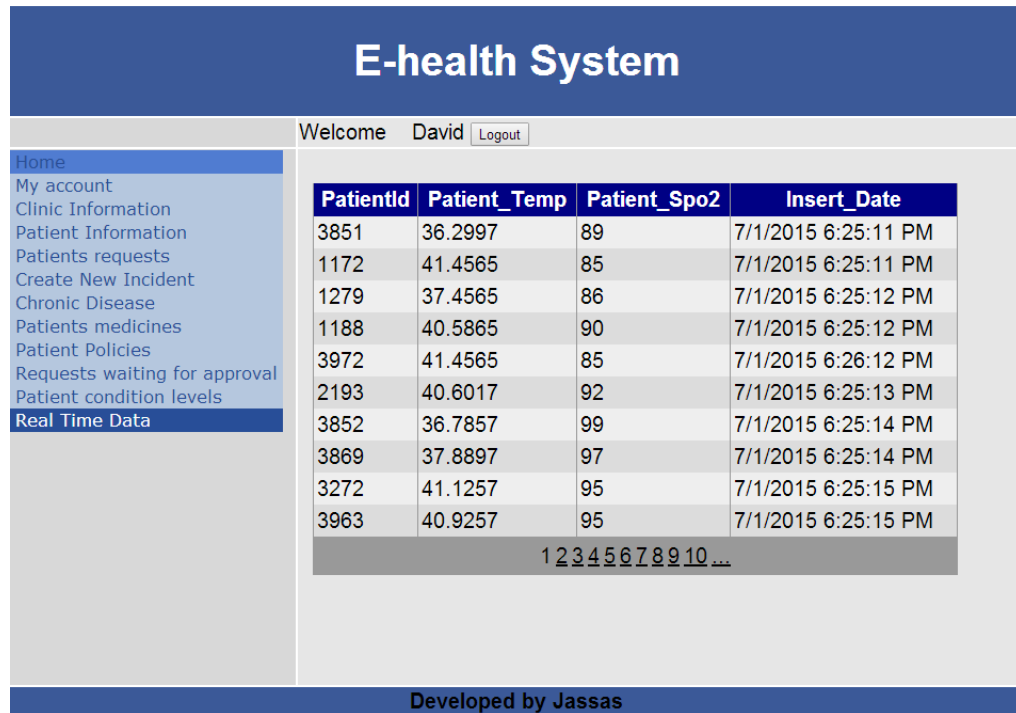 E-health System
Welcome David Logout
Home
My account
Clinic Information
Patient Information
Patients requests
Create New Incident
Chronic Disease
Patients medicines
Patient Policies
Requests waiting for approval
Patient condition levels
Real Time Data
PatientId Patient_Temp Patient_Spo2 Insert_Date
3851 36.2997 89 7/1/2015 6:25:11 PM
1172 41.4565 85 7/1/2015 6:25:11 PM
1279 37.4565 86 7/1/2015 6:25:12 PM
1188 40.5865 90 7/1/2015 6:25:12 PM
3972 41.4565 85 7/1/2015 6:26:12 PM
2193 40.6017 92 7/1/2015 6:25:13 PM
3852 36.7857 99 7/1/2015 6:25:14 PM
3869 37.8897 97 7/1/2015 6:25:14 PM
3272 41.1257 95 7/1/2015 6:25:15 PM
3963 40.9257 95 7/1/2015 6:25:15 PM
1 2 3 4 5 6 7 8 9 10 ...
Developed by Jassas